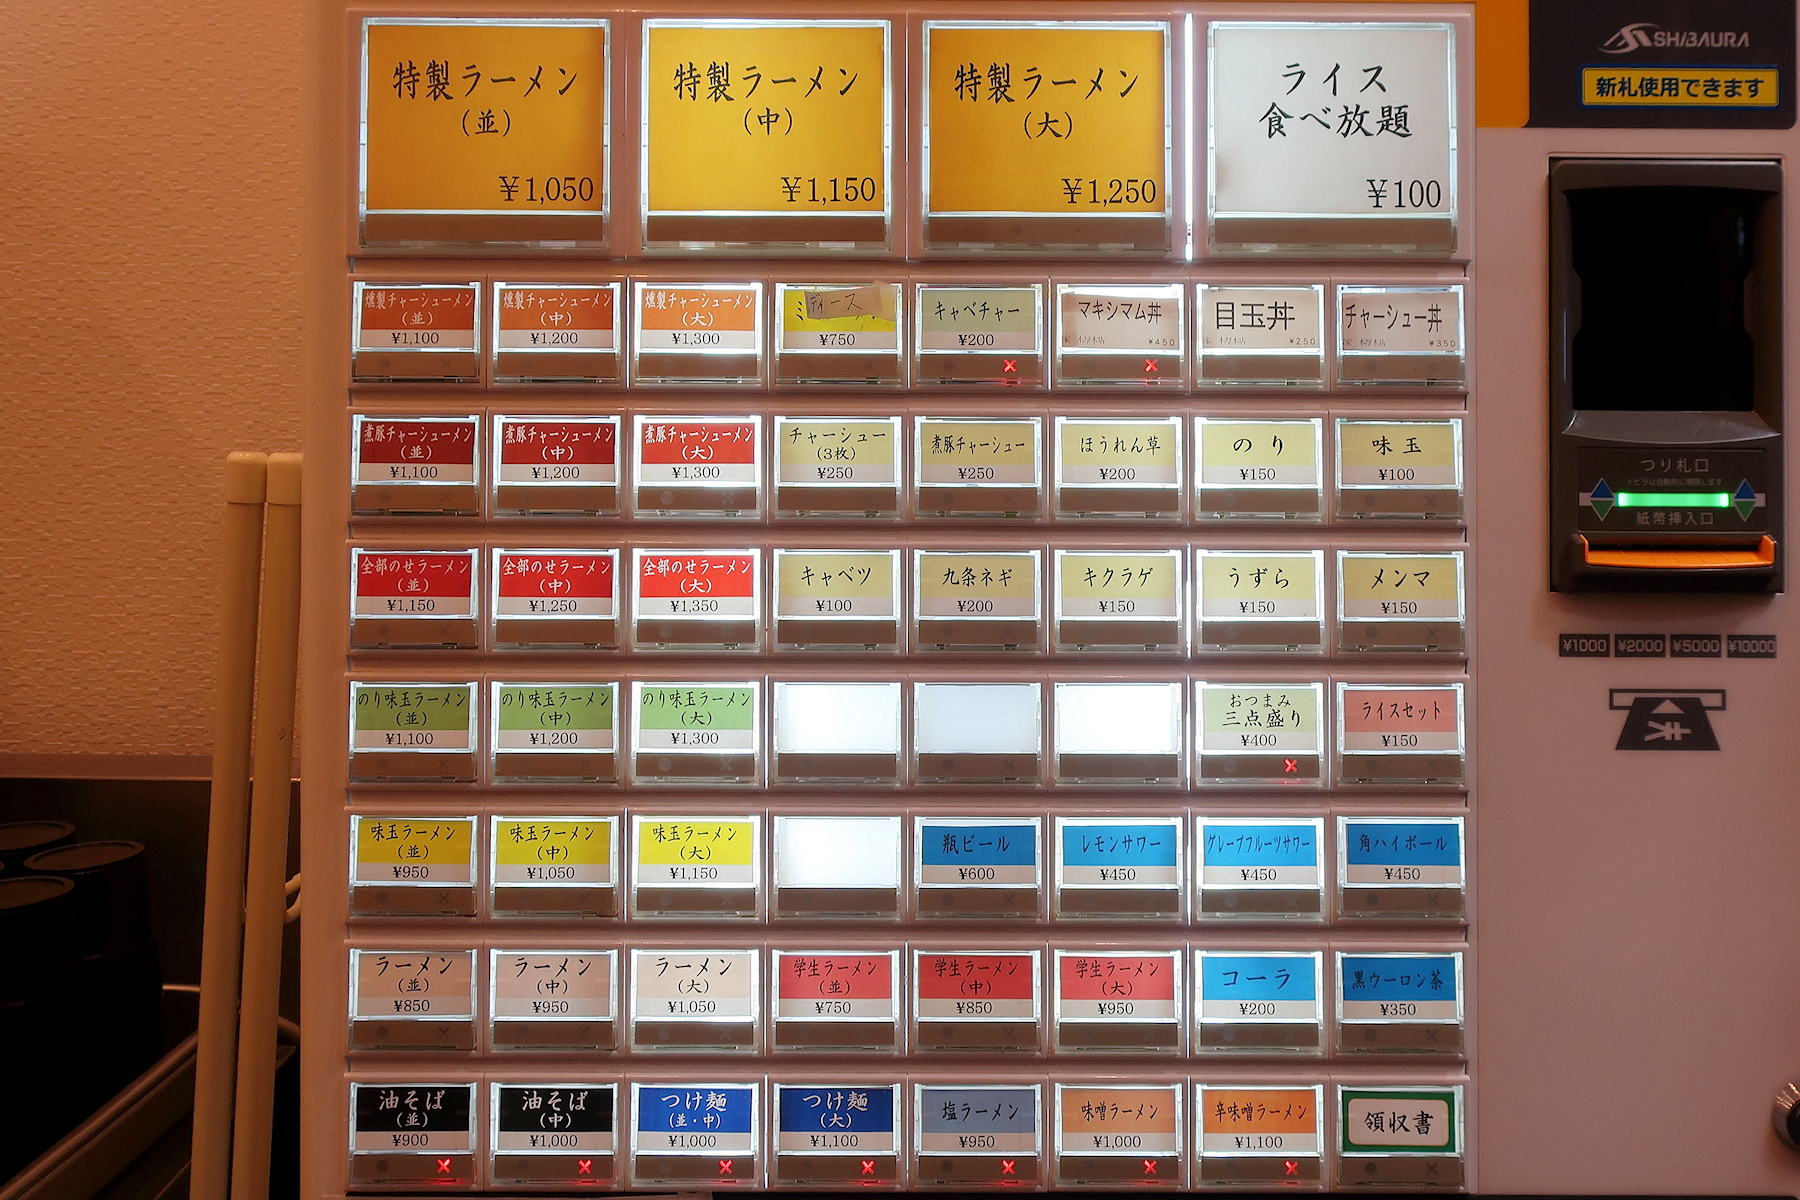 特製ラーメン
(並)
¥1,050
特製ラーメン
(中)
¥1,150
特製ラーメン
(大)
¥1,250
ライス
食べ放題
¥100
SHIBAURA
新札使用できます
燻製チャーシューメン
(並)
¥1,100
燻製チャーシューメン
(中)
¥1,200
燻製チャーシューメン
(大)
¥1,300
ディース
¥750
キャベチャー
¥200
マキシマム丼
¥450
目玉丼
¥250
チャーシュー丼
¥350
煮豚チャーシューメン
(並)
¥1,100
煮豚チャーシューメン
(中)
¥1,200
煮豚チャーシューメン
(大)
¥1,300
チャーシュー
(3枚)
¥250
煮豚チャーシュー
¥250
ほうれん草
¥200
のり
¥150
味玉
¥100
つり札口
トビラは自動的に開閉します
紙幣挿入口
全部のせラーメン
(並)
¥1,150
全部のせラーメン
(中)
¥1,250
全部のせラーメン
(大)
¥1,350
キャベツ
¥100
九条ネギ
¥200
キクラゲ
¥150
うずら
¥150
メンマ
¥150
¥1000 ¥2000 ¥5000 ¥10000
のり味玉ラーメン
(並)
¥1,100
のり味玉ラーメン
(中)
¥1,200
のり味玉ラーメン
(大)
¥1,300
おつまみ
三点盛り
¥400
ライスセット
¥150
¥
味玉ラーメン
(並)
¥950
味玉ラーメン
(中)
¥1,050
味玉ラーメン
(大)
¥1,150
瓶ビール
¥600
レモンサワー
¥450
グレープフルーツサワー
¥450
角ハイボール
¥450
ラーメン
(並)
¥850
ラーメン
(中)
¥950
ラーメン
(大)
¥1,050
学生ラーメン
(並)
¥750
学生ラーメン
(中)
¥850
学生ラーメン
(大)
¥950
コーラ
¥200
黒ウーロン茶
¥350
油そば
(並)
¥900
油そば
(中)
¥1,000
つけ麺
(並・中)
¥1,000
つけ麺
(大)
¥1,100
塩ラーメン
¥950
味噌ラーメン
¥1,000
辛味噌ラーメン
¥1,100
領収書